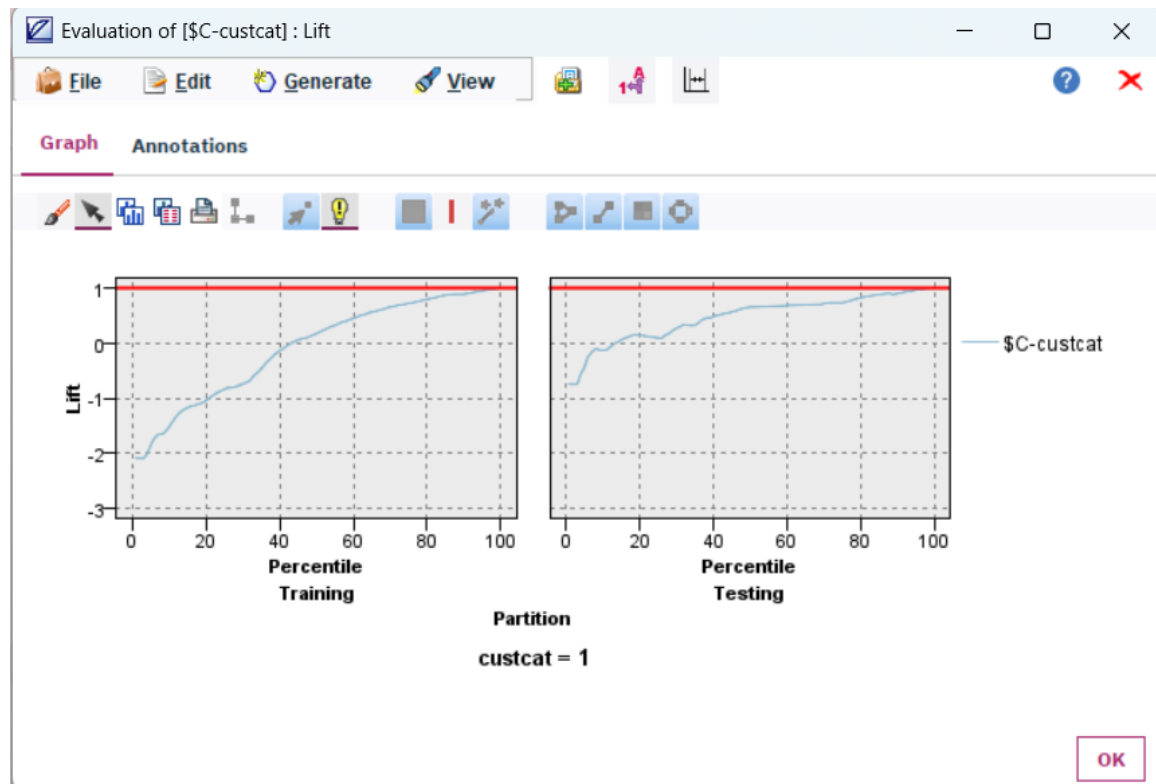 Evaluation of [$C-custcat] : Lift
File Edit Generate View
1 A
?
Graph Annotations
1
0
-1
-2
-3
Lift
0 20 40 60 80 100
0 20 40 60 80 100
Percentile
Percentile
Training
Testing
Partition
custcat = 1
$C-custcat
OK